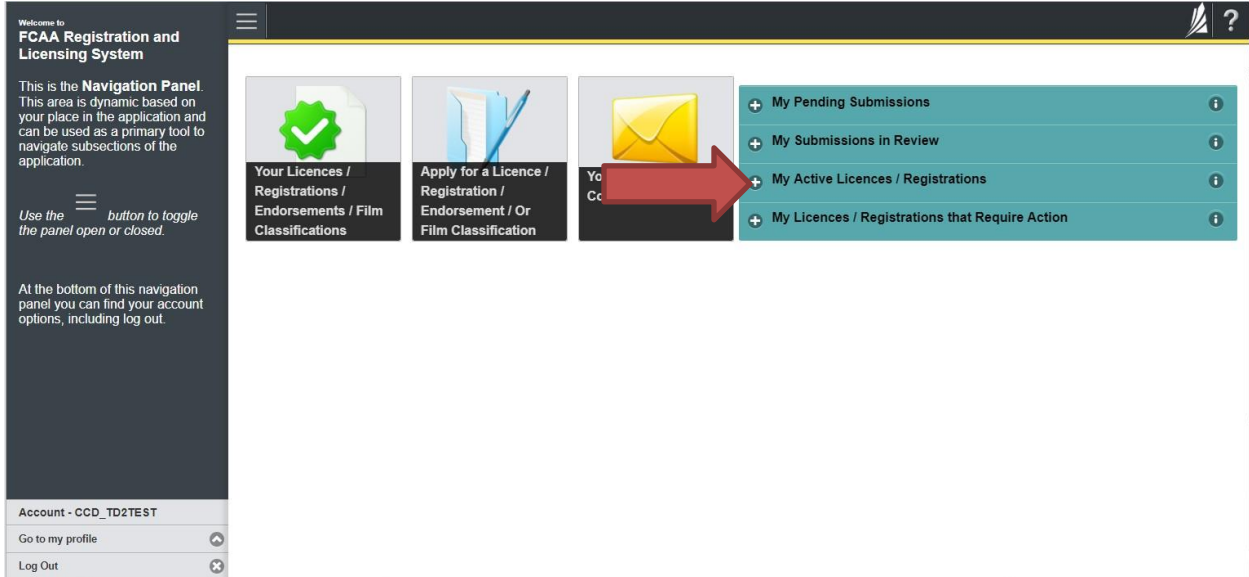 Welcome to
FCAA Registration and
Licensing System
This is the Navigation Panel.
This area is dynamic based on
your place in the application and
can be used as a primary tool to
navigate subsections of the
application.
Use the button to toggle
the panel open or closed.
At the bottom of this navigation
panel you can find your account
options, including log out.
Account - CCD_TD2TEST
Go to my profile
Log Out
?
Your Licences /
Registrations /
Endorsements / Film
Classifications
Apply for a Licence /
Registration /
Endorsement / Or
Film Classification
My Pending Submissions
My Submissions in Review
My Active Licences / Registrations
My Licences / Registrations that Require Action